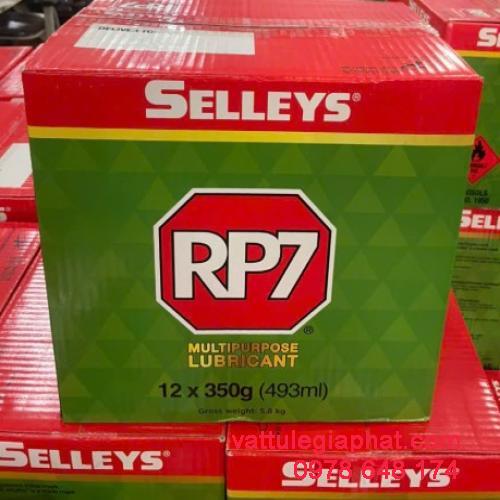 SELLEYS®
RP7
®
MULTIPURPOSE
LUBRICANT
12 x 350g (493ml)
Gross weight: 5.8 kg
vattulegiaphat.com
0978 648 174
SELLEYS
SELLEYS
SELLEYS